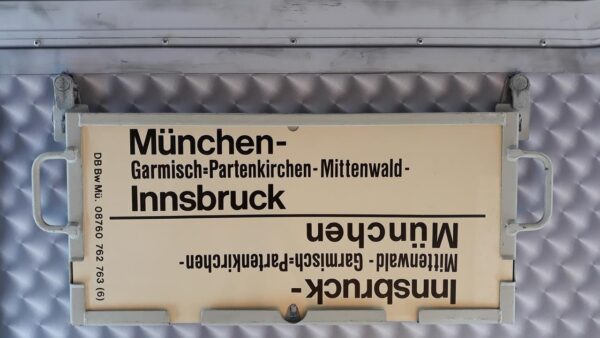 München-
Garmisch=Partenkirchen-Mittenwald-
Innsbruck
Innsbruck-
Mittenwald-Garmisch=Partenkirchen-
München
DB Bw Mü. 08760 762 763 (6)